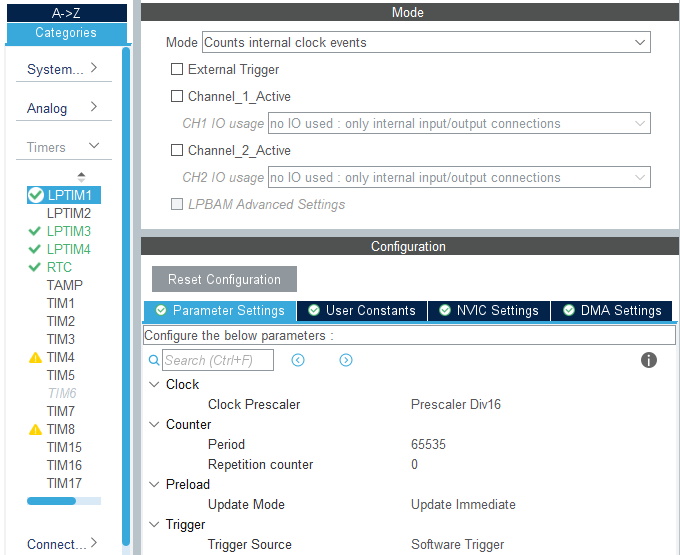 A->Z
Categories
System...
Analog
Timers
LPTIM1
LPTIM2
LPTIM3
LPTIM4
RTC
TAMP
TIM1
TIM2
TIM3
TIM4
TIM5
TIM6
TIM7
TIM8
TIM15
TIM16
TIM17
Connect...
Mode
Mode Counts internal clock events
External Trigger
Channel_1_Active
CH1 IO usage no IO used : only internal input/output connections
Channel_2_Active
CH2 IO usage no IO used : only internal input/output connections
LPBAM Advanced Settings
Configuration
Reset Configuration
Parameter Settings User Constants NVIC Settings DMA Settings
Configure the below parameters :
Search (Ctrl+F)
Clock
Clock Prescaler Prescaler Div16
Counter
Period 65535
Repetition counter 0
Preload
Update Mode Update Immediate
Trigger
Trigger Source Software Trigger